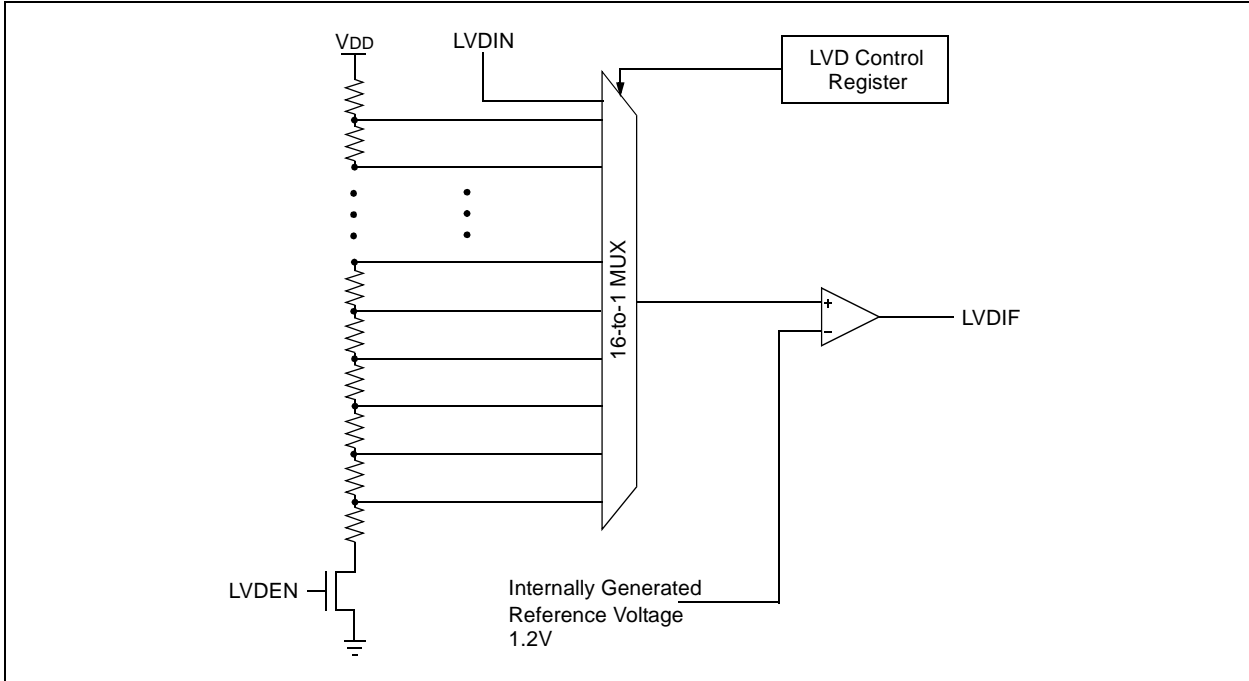 VDD
LVDIN
LVD Control
Register
16-to-1 MUX
+
−
LVDIF
LVDEN
Internally Generated
Reference Voltage
1.2V